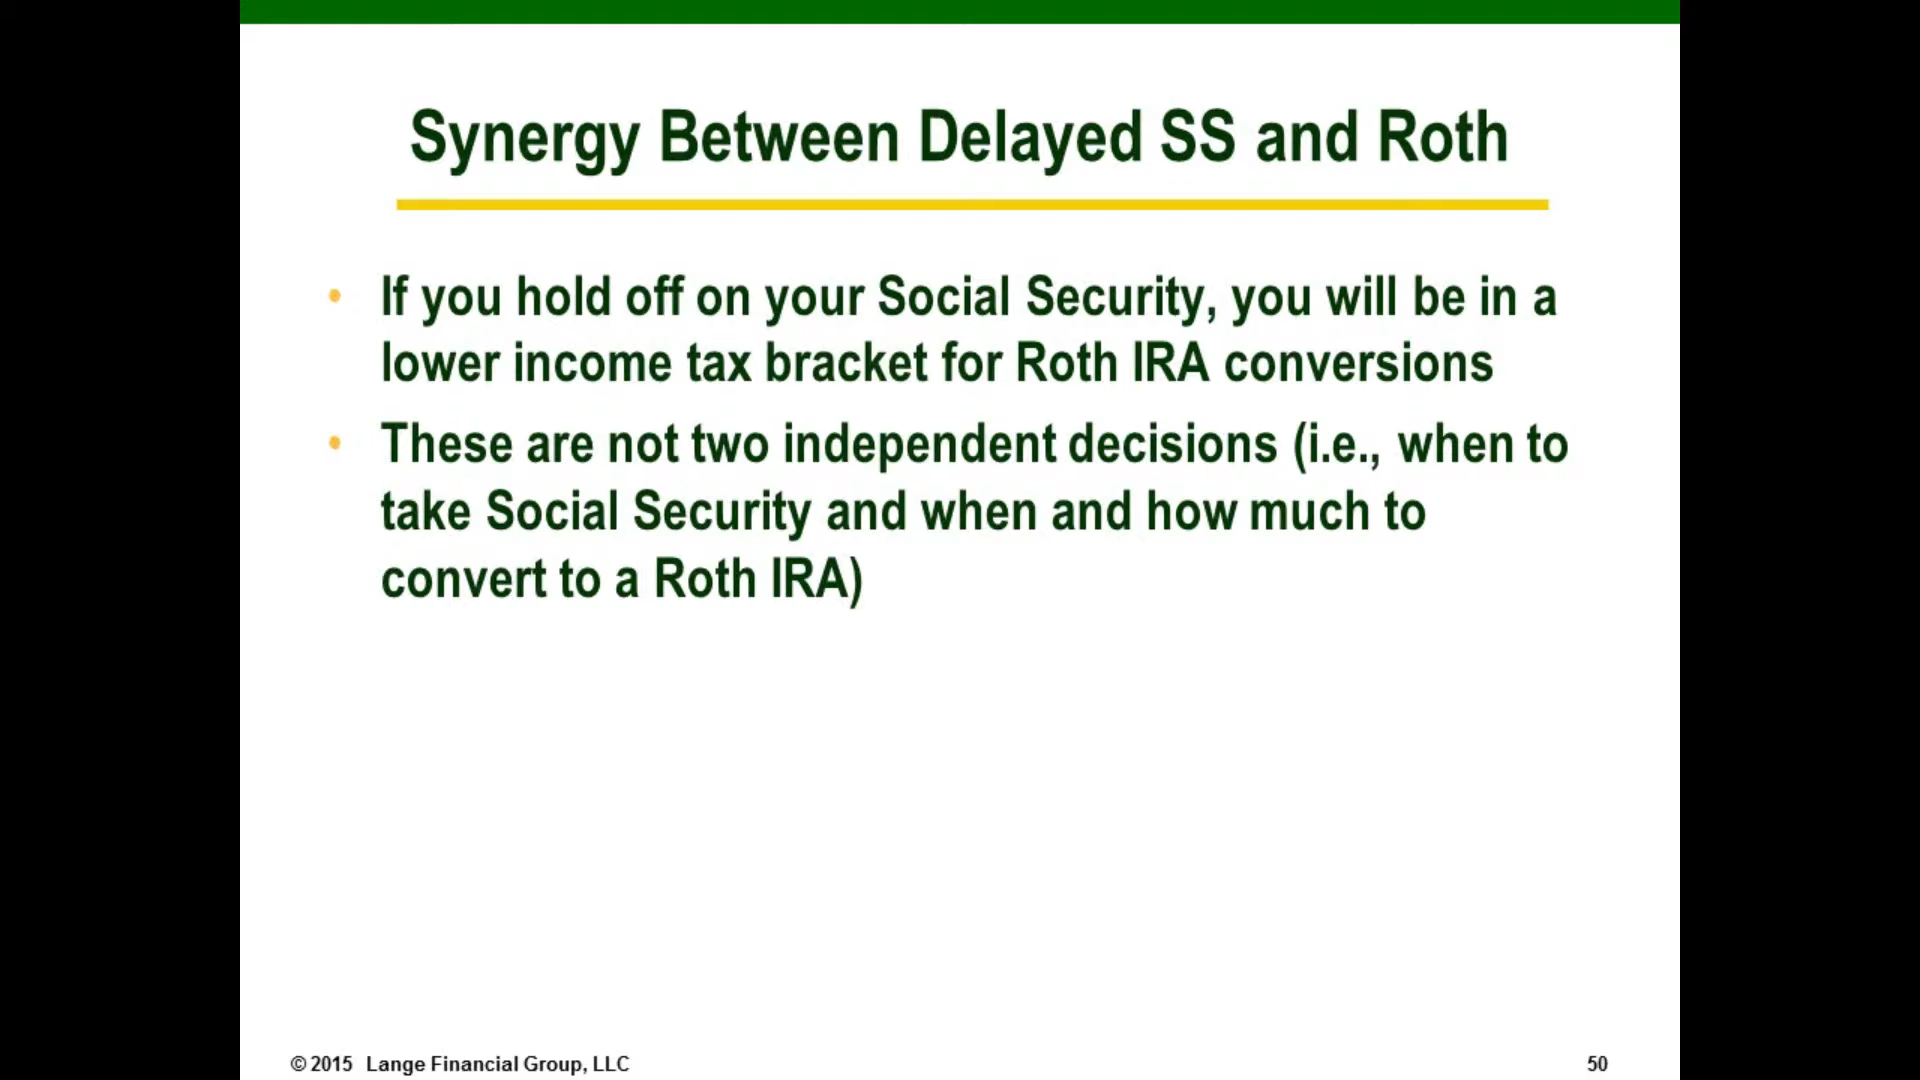 Synergy Between Delayed SS and Roth
• If you hold off on your Social Security, you will be in a
lower income tax bracket for Roth IRA conversions
• These are not two independent decisions (i.e., when to
take Social Security and when and how much to
convert to a Roth IRA)
© 2015 Lange Financial Group, LLC
50